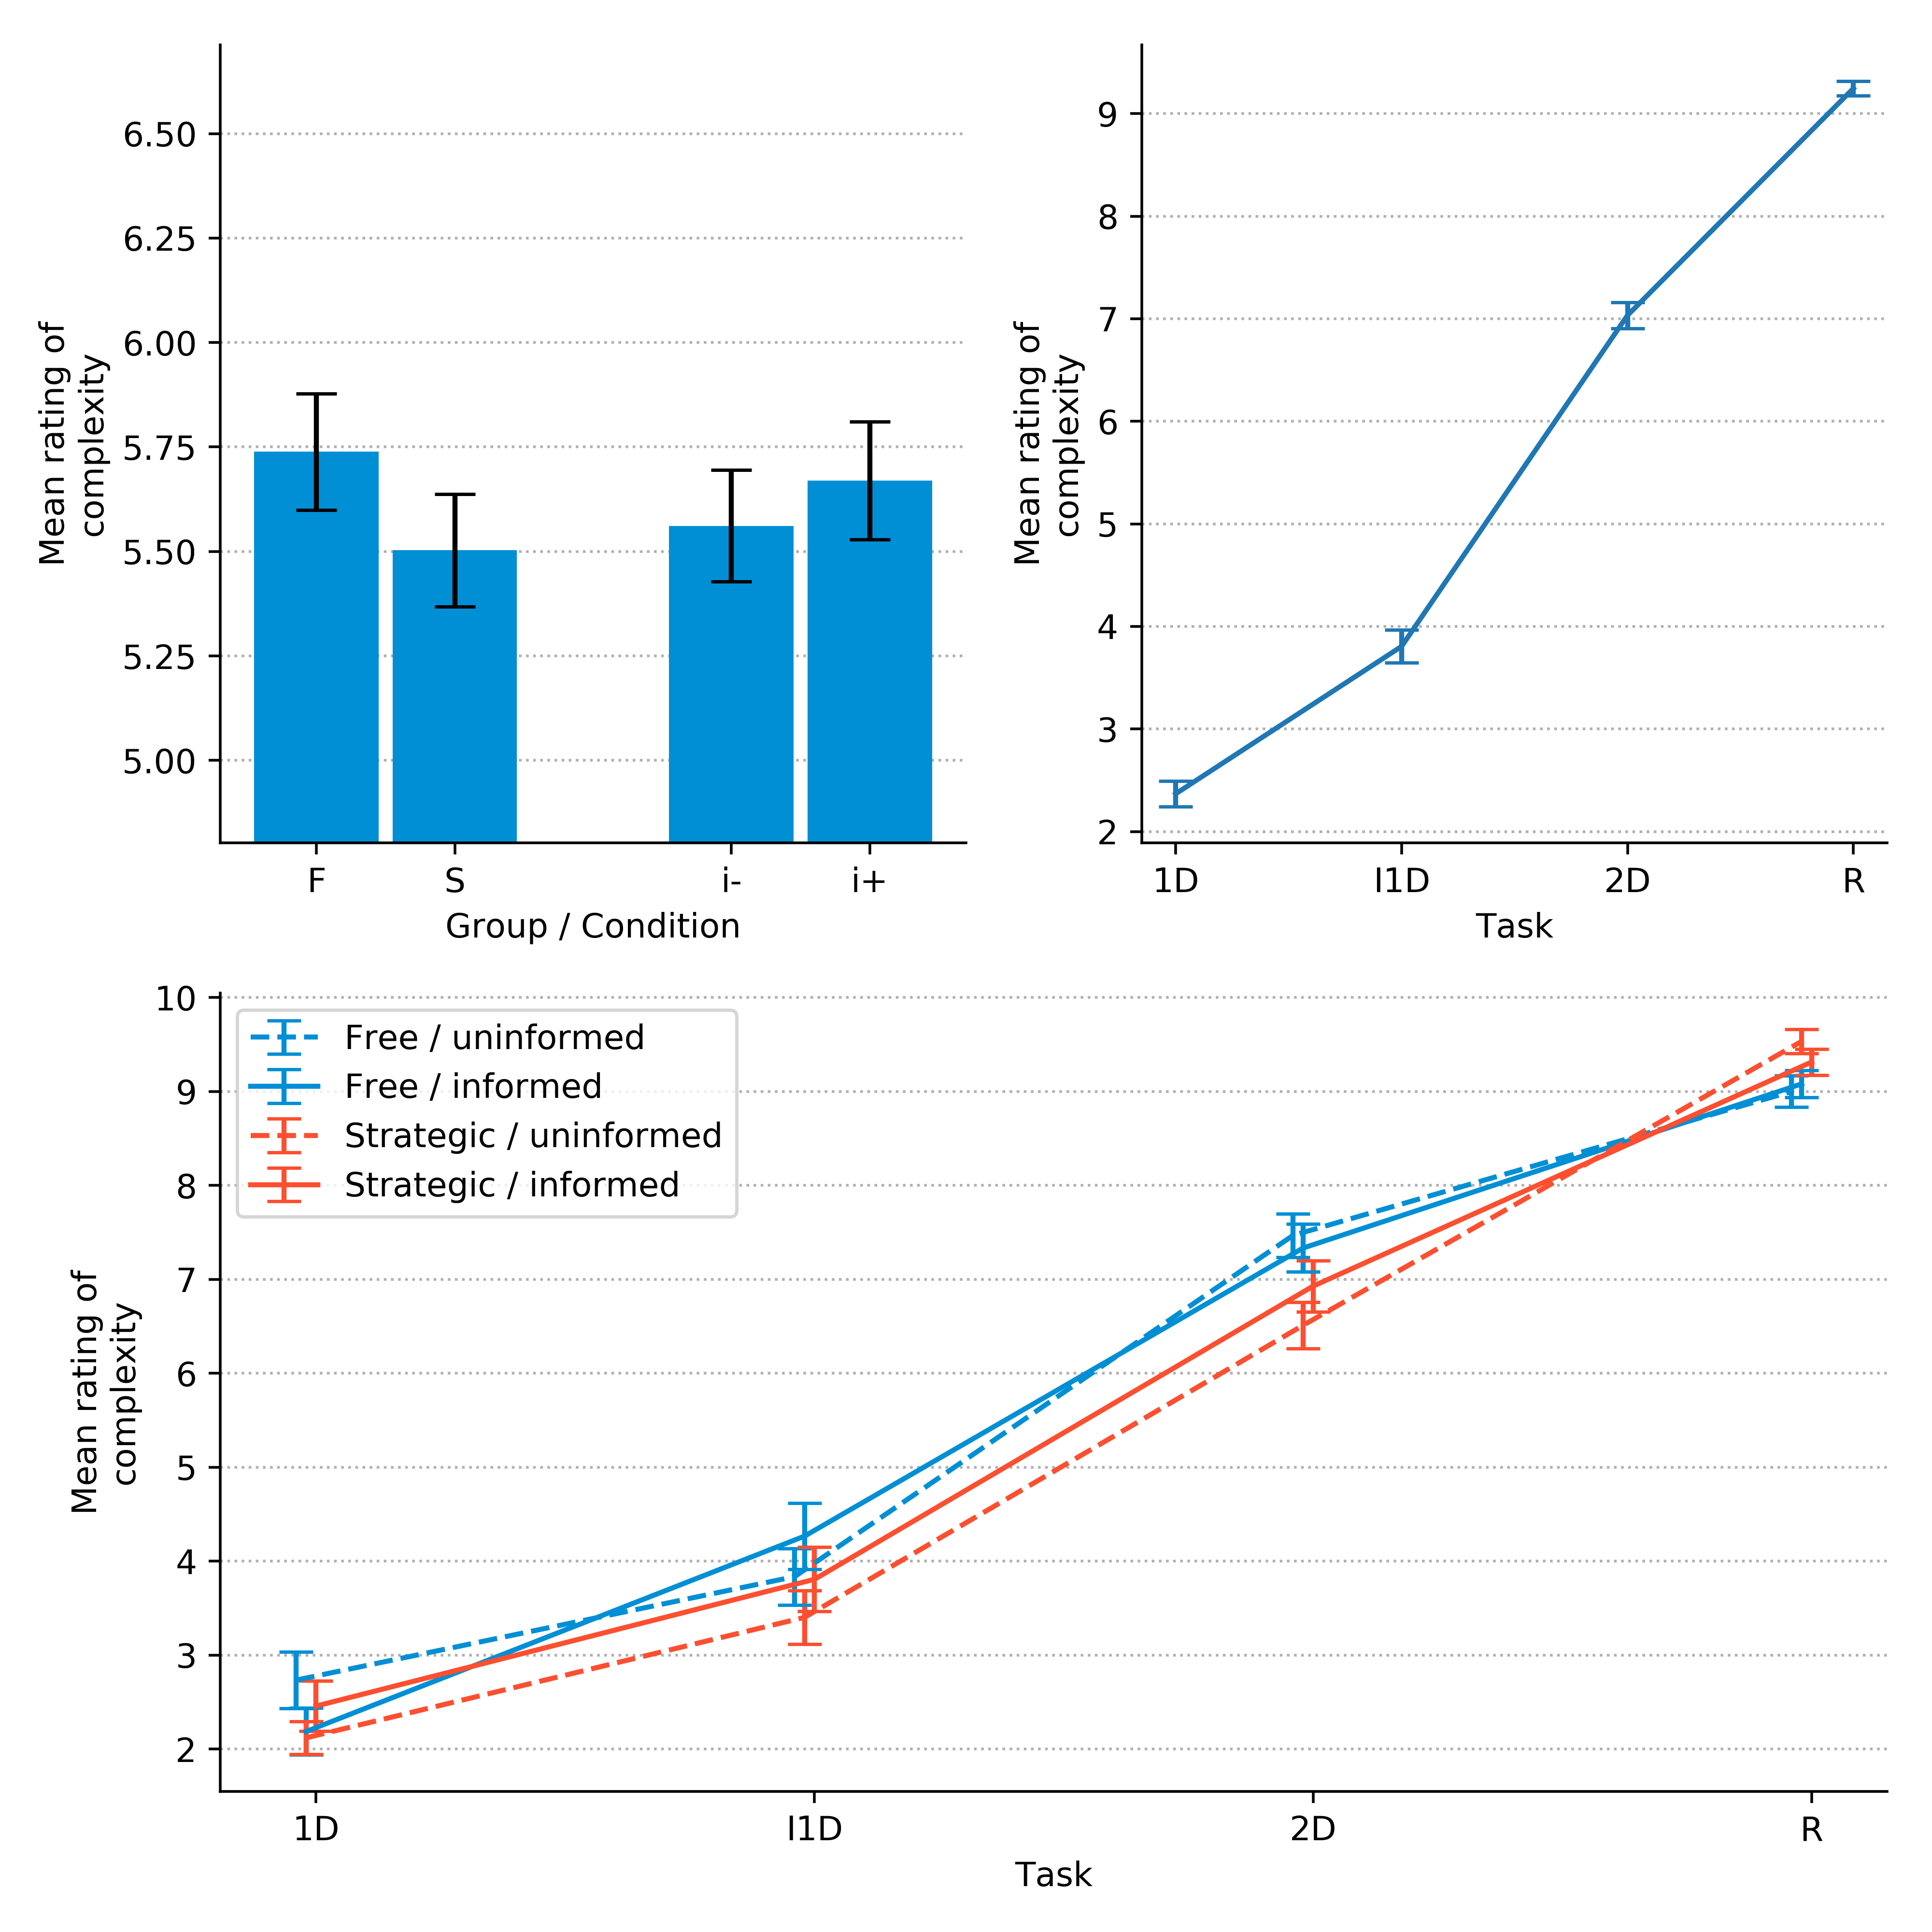 6.50
6.25
6.00
5.75
5.50
5.25
5.00
Mean rating of
complexity
F
S
i-
i+
Group / Condition
9
8
7
6
5
4
3
2
Mean rating of
complexity
1D
I1D
2D
R
Task
10
9
8
7
6
5
4
3
2
Mean rating of
complexity
Free / uninformed
Free / informed
Strategic / uninformed
Strategic / informed
1D
I1D
2D
R
Task